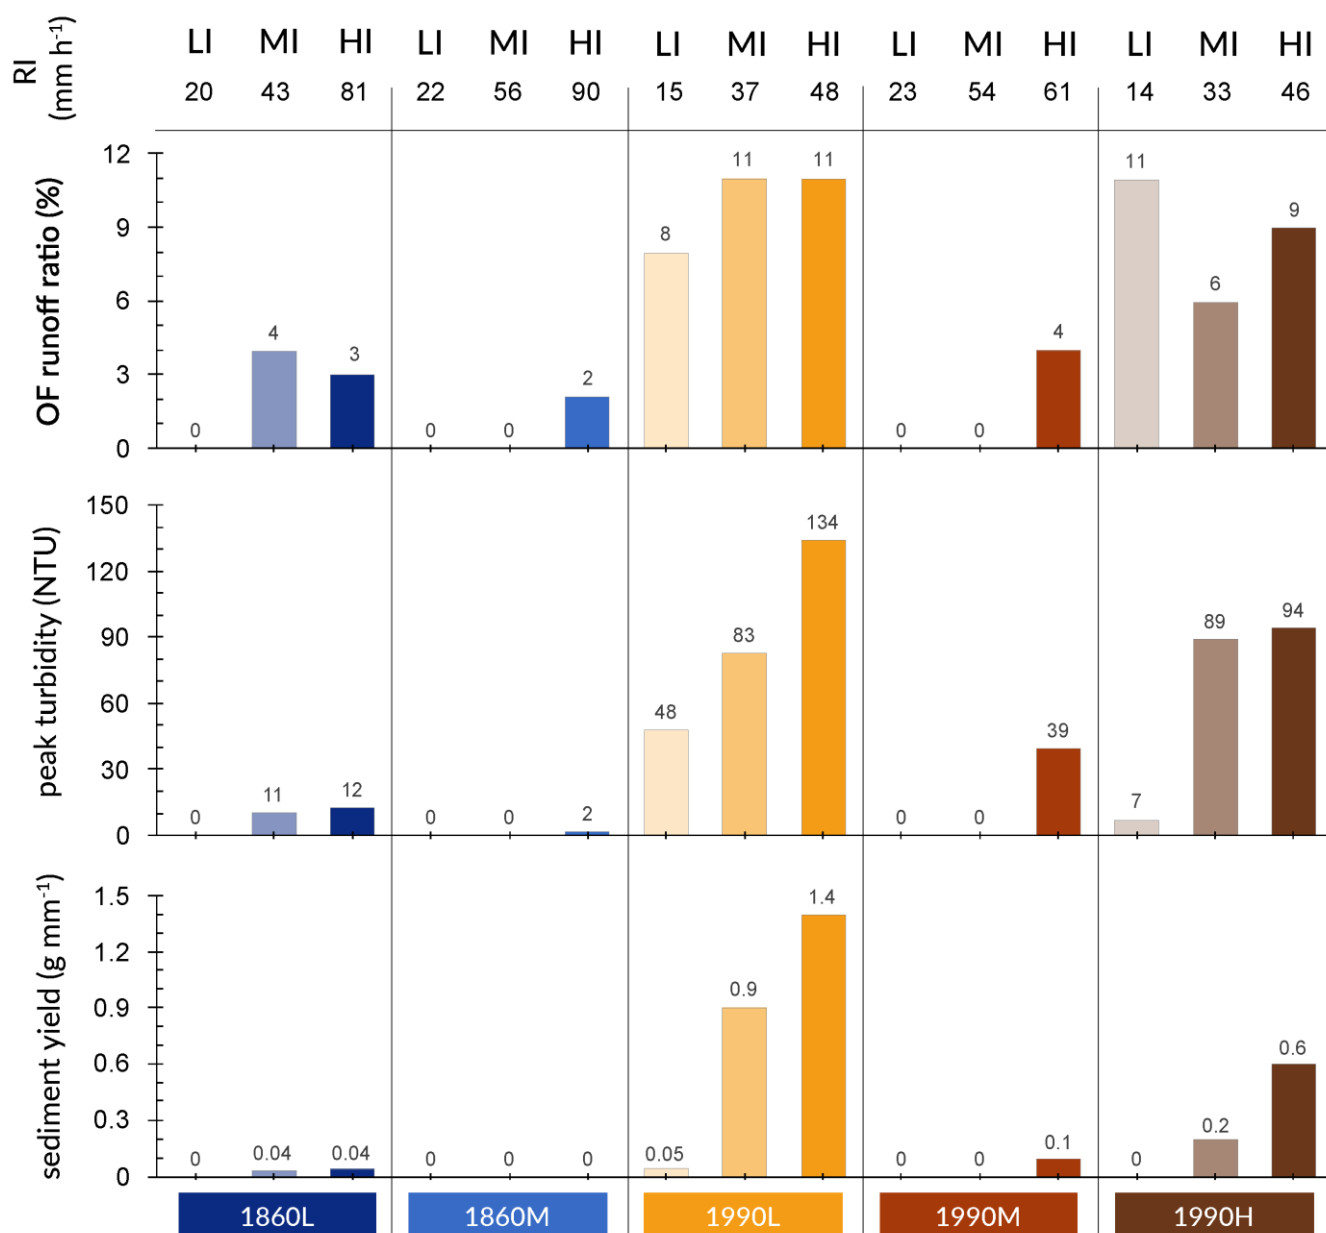 RI
(mm h⁻¹)
LI MI HI LI MI HI LI MI HI LI MI HI LI MI HI
20 43 81 22 56 90 15 37 48 23 54 61 14 33 46
OF runoff ratio (%)
12
9
6
3
0
0 4 3 0 0 2 8 11 11 0 0 4 11 6 9
peak turbidity (NTU)
150
120
90
60
30
0
0 11 12 0 0 2 48 83 134 0 0 39 7 89 94
sediment yield (g mm⁻¹)
1.5
1.2
0.9
0.6
0.3
0
0 0.04 0.04 0 0 0 0.05 0.9 1.4 0 0 0.1 0 0.2 0.6
1860L 1860M 1990L 1990M 1990H